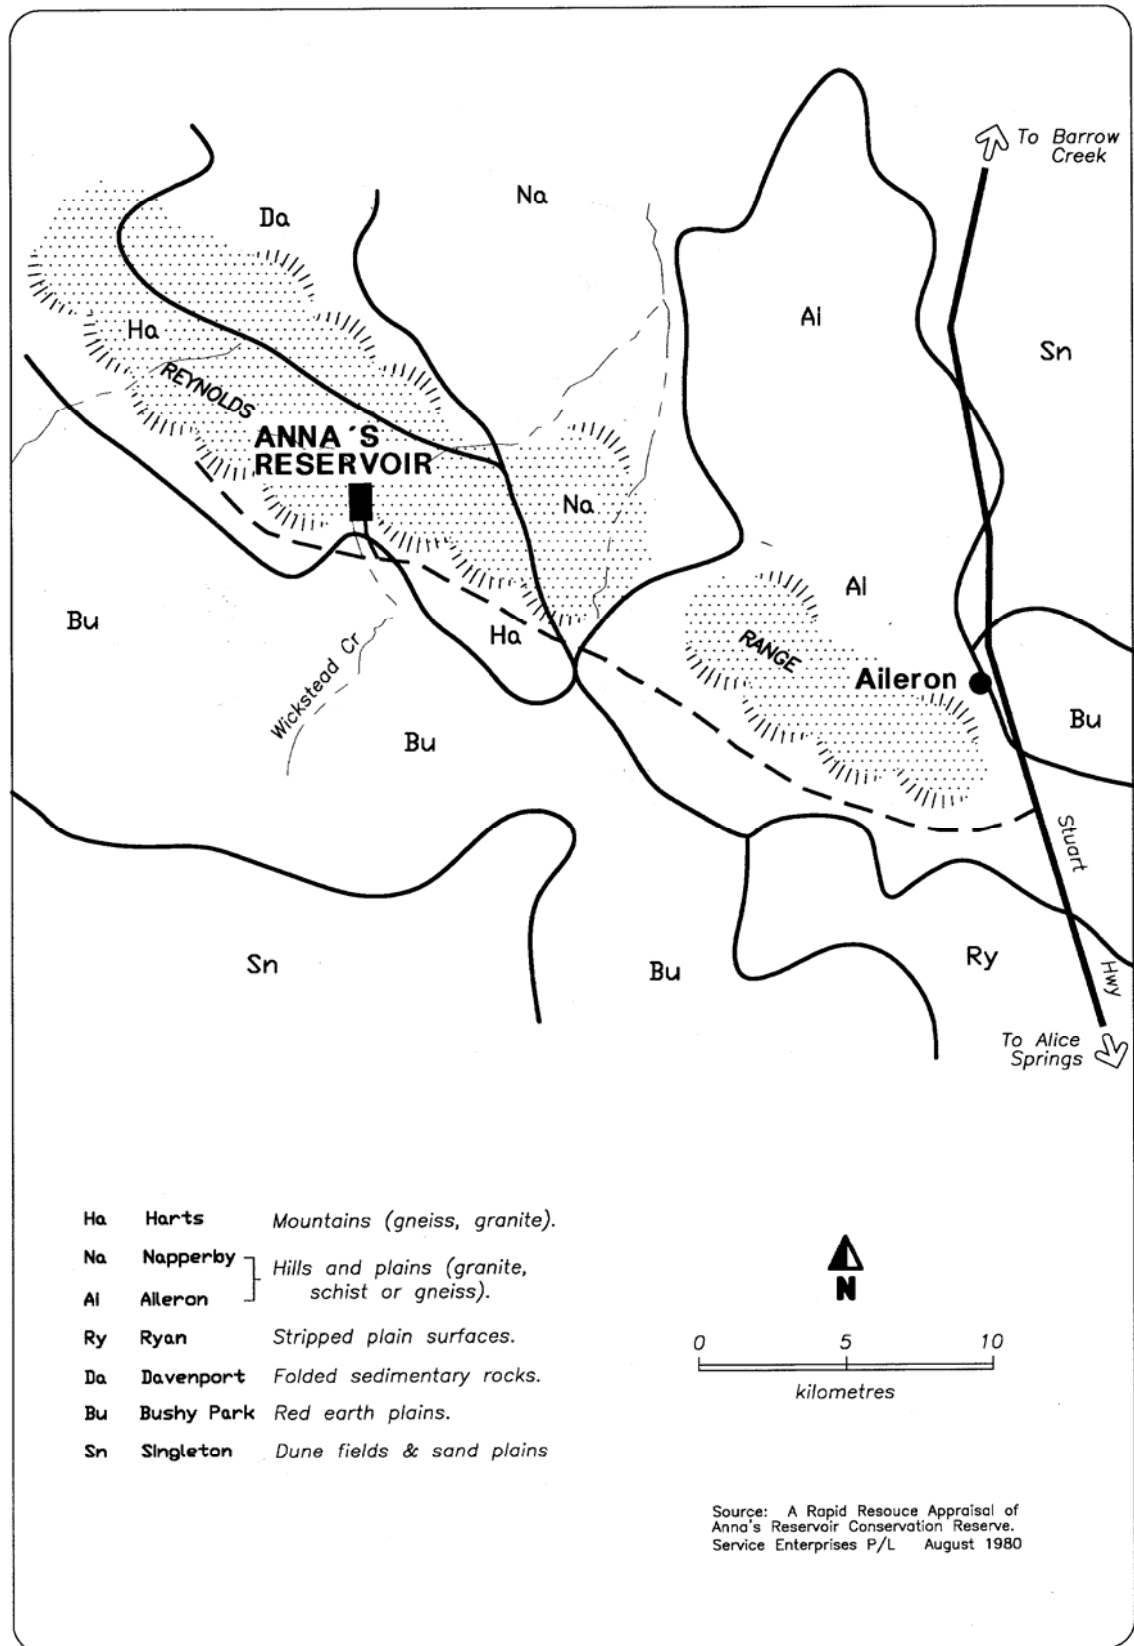 To Barrow
Creek
Na
Da
Ai
Ha
Sn
REYNOLDS
ANNA'S
RESERVOIR
Na
Ai
Bu
Ha
RANGE
Wickstead Cr
Aileron
Bu
Bu
Stuart
Sn
Bu
Ry
Hwy
To Alice
Springs
Ha Harts Mountains (gneiss, granite).
Na Napperby Hills and plains (granite,
schist or gneiss).
Ai Aileron
Ry Ryan Stripped plain surfaces.
Da Davenport Folded sedimentary rocks.
Bu Bushy Park Red earth plains.
Sn Singleton Dune fields & sand plains
N
0 5 10
kilometres
Source: A Rapid Resouce Appraisal of
Anna's Reservoir Conservation Reserve.
Service Enterprises P/L August 1980